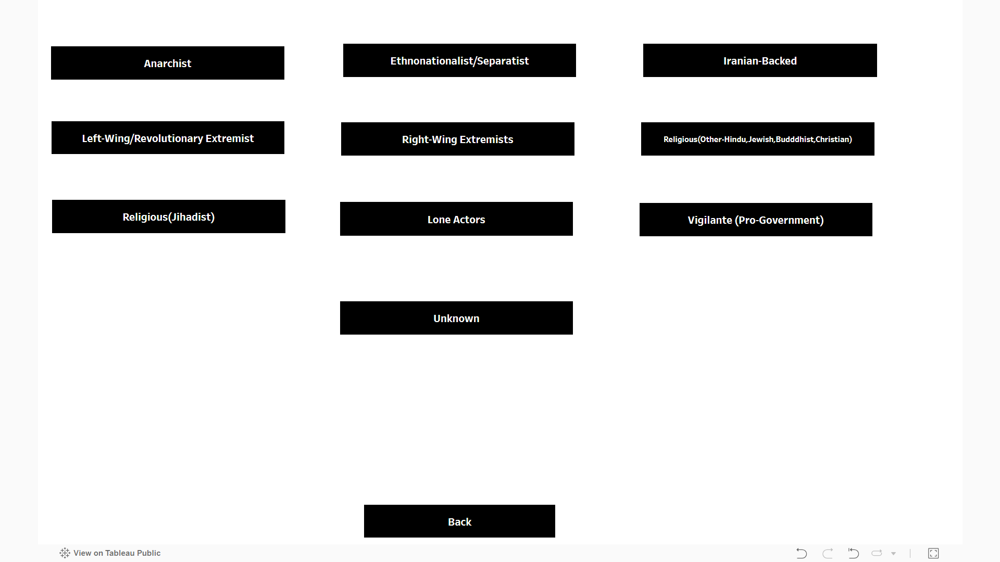 Anarchist
Ethnonationalist/Separatist
Iranian-Backed
Left-Wing/Revolutionary Extremist
Right-Wing Extremists
Religious(Other-Hindu,Jewish,Budddhist,Christian)
Religious(Jihadist)
Lone Actors
Vigilante (Pro-Government)
Unknown
Back
View on Tableau Public